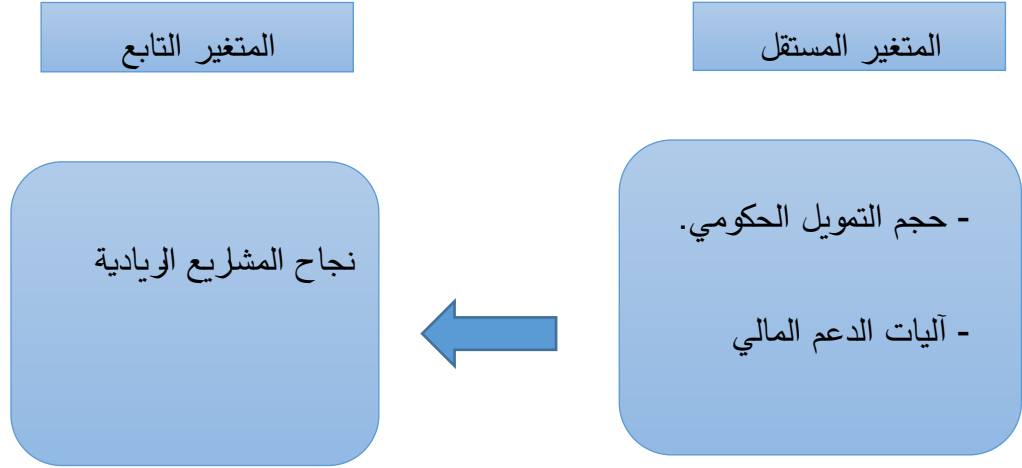 المتغير المستقل
المتغير التابع
- حجم التمويل الحكومي.
- آليات الدعم المالي
نجاح المشاريع الريادية